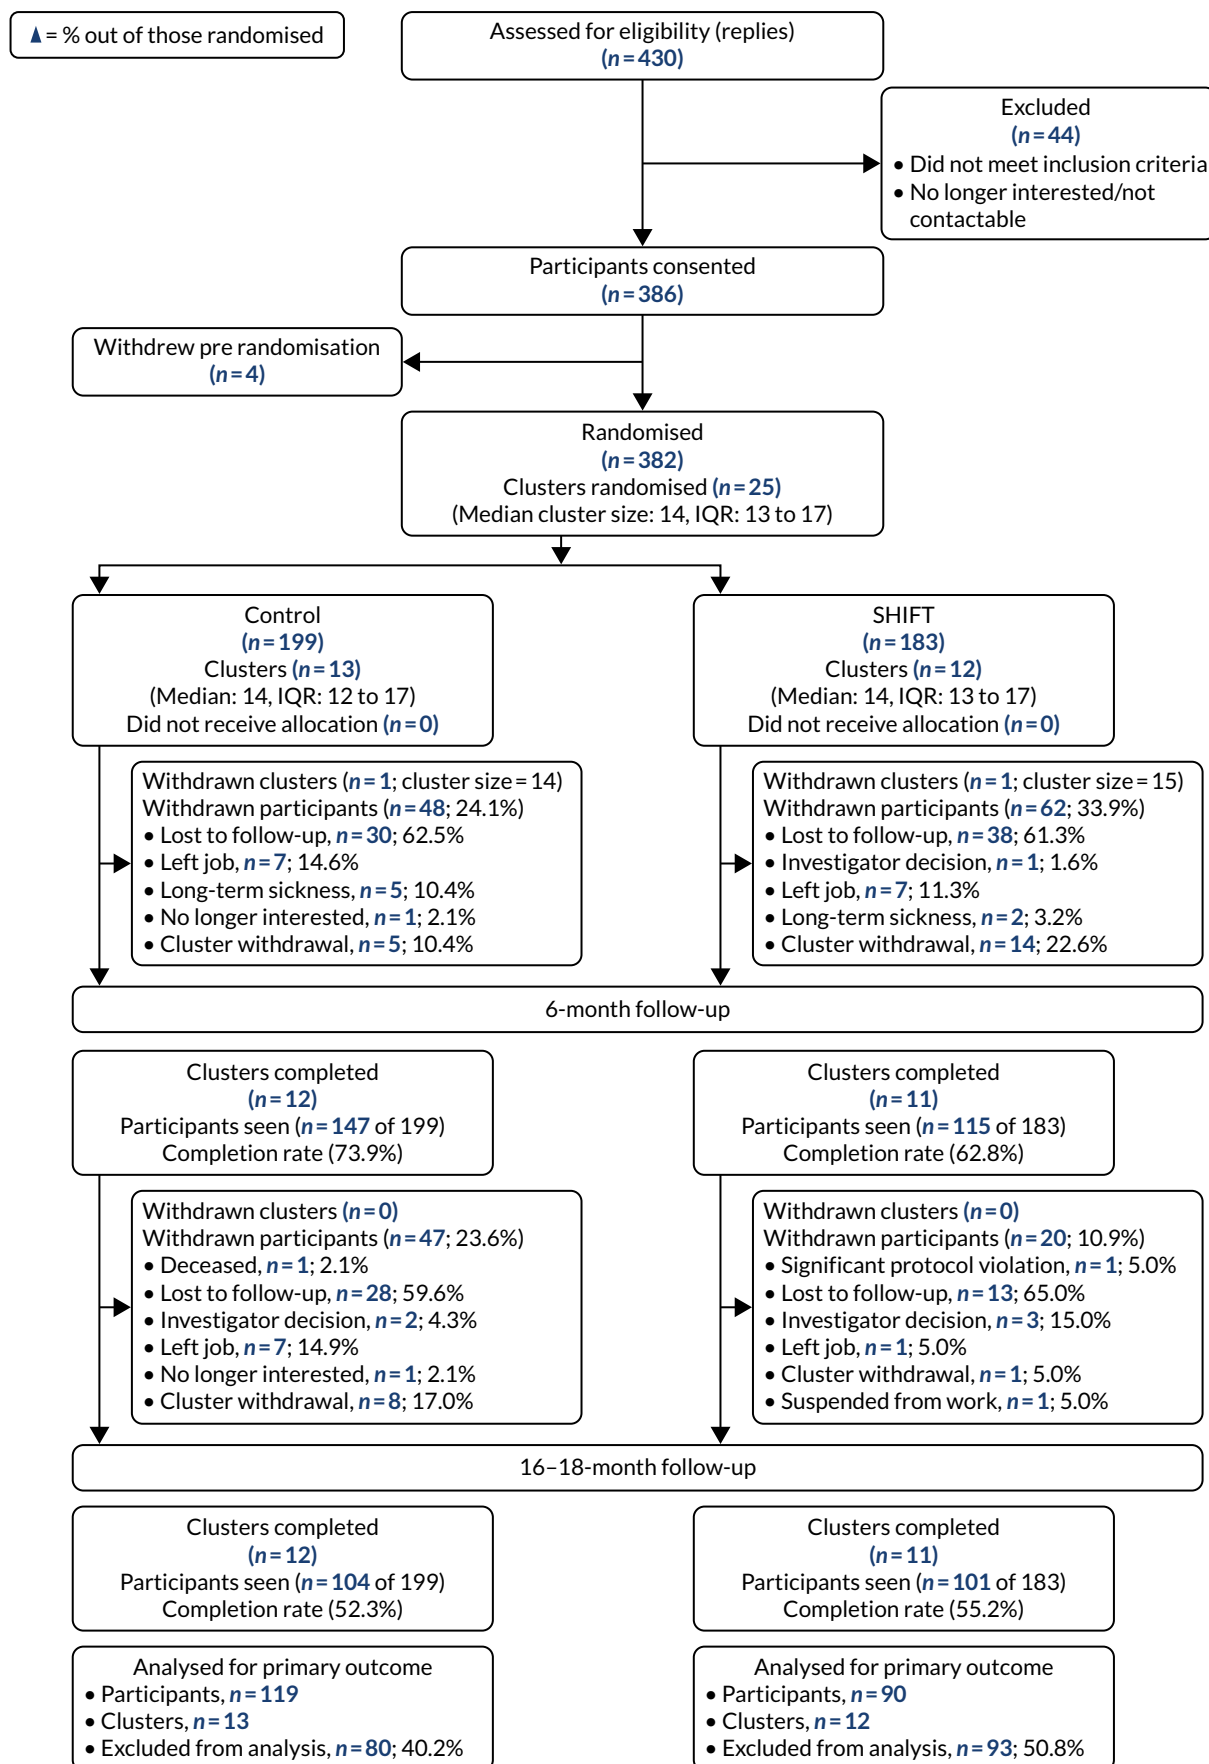 ▲ = % out of those randomised
Assessed for eligibility (replies)
(n = 430)
Excluded
(n = 44)
• Did not meet inclusion criteria
• No longer interested/not
contactable
Participants consented
(n = 386)
Withdrew pre randomisation
(n = 4)
Randomised
(n = 382)
Clusters randomised (n = 25)
(Median cluster size: 14, IQR: 13 to 17)
Control
(n = 199)
Clusters (n = 13)
(Median: 14, IQR: 12 to 17)
Did not receive allocation (n = 0)
SHIFT
(n = 183)
Clusters (n = 12)
(Median: 14, IQR: 13 to 17)
Did not receive allocation (n = 0)
Withdrawn clusters (n = 1; cluster size = 14)
Withdrawn participants (n = 48; 24.1%)
• Lost to follow-up, n = 30; 62.5%
• Left job, n = 7; 14.6%
• Long-term sickness, n = 5; 10.4%
• No longer interested, n = 1; 2.1%
• Cluster withdrawal, n = 5; 10.4%
Withdrawn clusters (n = 1; cluster size = 15)
Withdrawn participants (n = 62; 33.9%)
• Lost to follow-up, n = 38; 61.3%
• Investigator decision, n = 1; 1.6%
• Left job, n = 7; 11.3%
• Long-term sickness, n = 2; 3.2%
• Cluster withdrawal, n = 14; 22.6%
6-month follow-up
Clusters completed
(n = 12)
Participants seen (n = 147 of 199)
Completion rate (73.9%)
Clusters completed
(n = 11)
Participants seen (n = 115 of 183)
Completion rate (62.8%)
Withdrawn clusters (n = 0)
Withdrawn participants (n = 47; 23.6%)
• Deceased, n = 1; 2.1%
• Lost to follow-up, n = 28; 59.6%
• Investigator decision, n = 2; 4.3%
• Left job, n = 7; 14.9%
• No longer interested, n = 1; 2.1%
• Cluster withdrawal, n = 8; 17.0%
Withdrawn clusters (n = 0)
Withdrawn participants (n = 20; 10.9%)
• Significant protocol violation, n = 1; 5.0%
• Lost to follow-up, n = 13; 65.0%
• Investigator decision, n = 3; 15.0%
• Left job, n = 1; 5.0%
• Cluster withdrawal, n = 1; 5.0%
• Suspended from work, n = 1; 5.0%
16–18-month follow-up
Clusters completed
(n = 12)
Participants seen (n = 104 of 199)
Completion rate (52.3%)
Clusters completed
(n = 11)
Participants seen (n = 101 of 183)
Completion rate (55.2%)
Analysed for primary outcome
• Participants, n = 119
• Clusters, n = 13
• Excluded from analysis, n = 80; 40.2%
Analysed for primary outcome
• Participants, n = 90
• Clusters, n = 12
• Excluded from analysis, n = 93; 50.8%